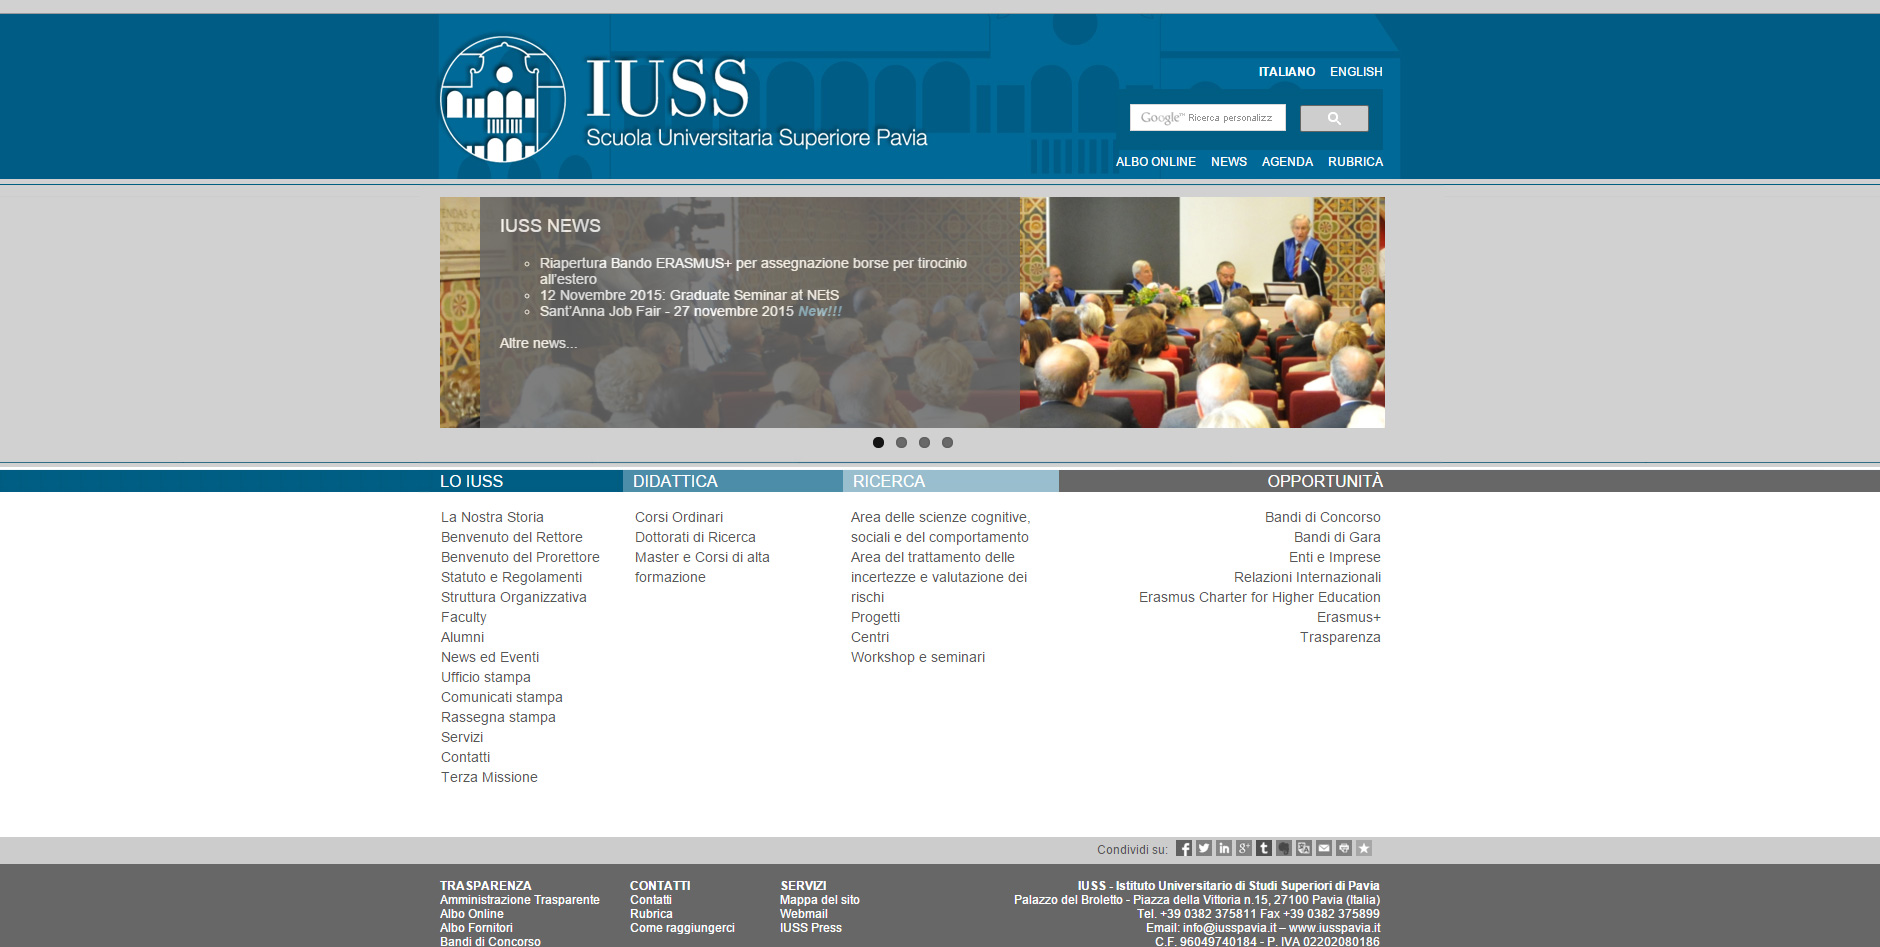 IUSS
Scuola Universitaria Superiore Pavia
ITALIANO ENGLISH
Google™ Ricerca personalizz
ALBO ONLINE NEWS AGENDA RUBRICA
IUSS NEWS
Riapertura Bando ERASMUS+ per assegnazione borse per tirocinio
all'estero
12 Novembre 2015: Graduate Seminar at NEtS
Sant'Anna Job Fair - 27 novembre 2015 New!!!
Altre news...
LO IUSS
La Nostra Storia
Benvenuto del Rettore
Benvenuto del Prorettore
Statuto e Regolamenti
Struttura Organizzativa
Faculty
Alumni
News ed Eventi
Ufficio stampa
Comunicati stampa
Rassegna stampa
Servizi
Contatti
Terza Missione
DIDATTICA
Corsi Ordinari
Dottorati di Ricerca
Master e Corsi di alta
formazione
RICERCA
Area delle scienze cognitive,
sociali e del comportamento
Area del trattamento delle
incertezze e valutazione dei
rischi
Progetti
Centri
Workshop e seminari
OPPORTUNITÀ
Bandi di Concorso
Bandi di Gara
Enti e Imprese
Relazioni Internazionali
Erasmus Charter for Higher Education
Erasmus+
Trasparenza
Condividi su:
TRASPARENZA
Amministrazione Trasparente
Albo Online
Albo Fornitori
Bandi di Concorso
CONTATTI
Contatti
Rubrica
Come raggiungerci
SERVIZI
Mappa del sito
Webmail
IUSS Press
IUSS - Istituto Universitario di Studi Superiori di Pavia
Palazzo del Broletto - Piazza della Vittoria n.15, 27100 Pavia (Italia)
Tel. +39 0382 375811 Fax +39 0382 375899
Email: info@iusspavia.it – www.iusspavia.it
C.F. 96049740184 - P. IVA 02202080186